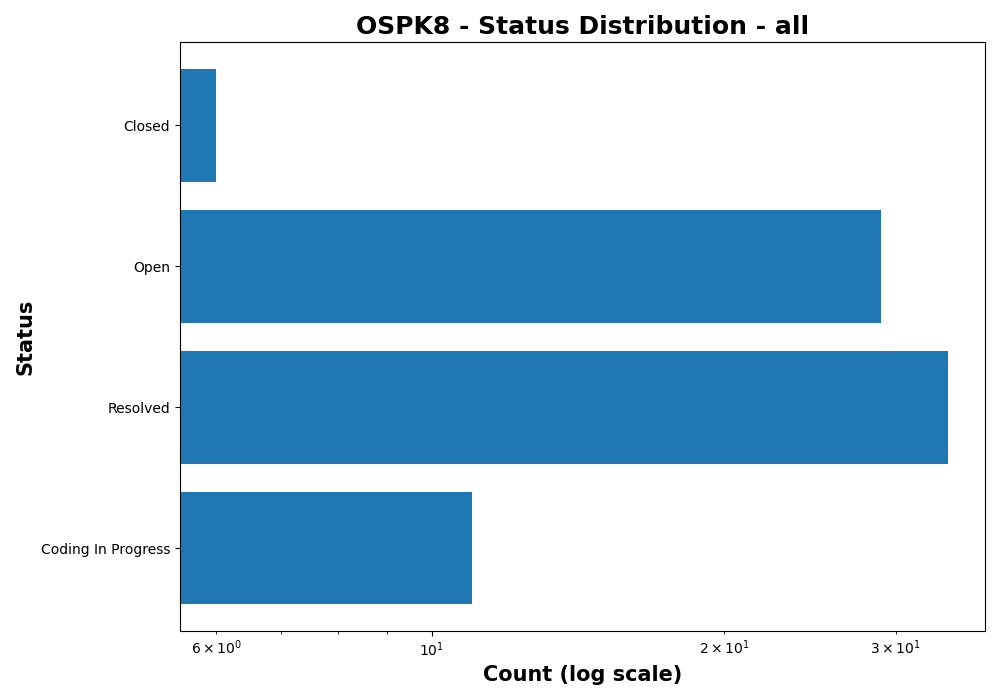 OSPK8 - Status Distribution - all
Closed
Open
Resolved
Coding In Progress
Status
6 × 10⁰
10¹
2 × 10¹
3 × 10¹
Count (log scale)